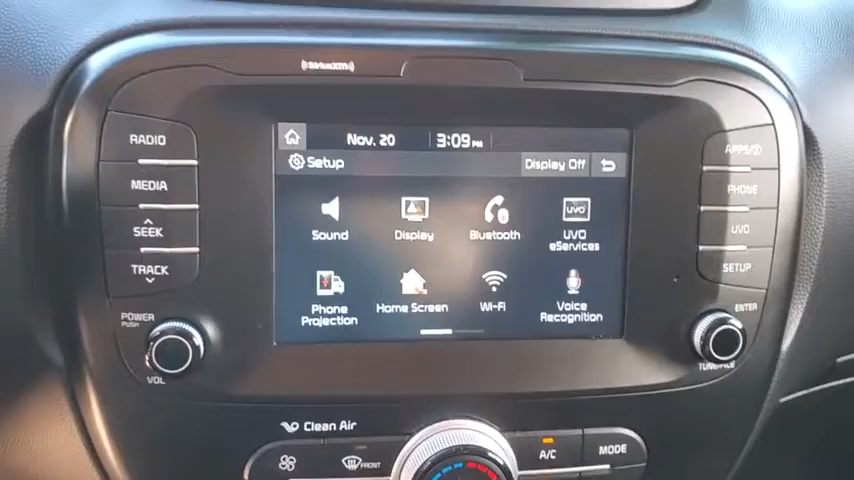 SiriusXM
RADIO
MEDIA
SEEK
TRACK
POWER
PUSH
VOL
Nov. 20 3:09 PM
Setup Display Off
Sound Display Bluetooth UVO
eServices
Phone
Projection Home Screen Wi-Fi Voice
Recognition
APPS/
PHONE
UVO
SETUP
ENTER
TUNE/FILE
Clean Air
FRONT
A/C
MODE